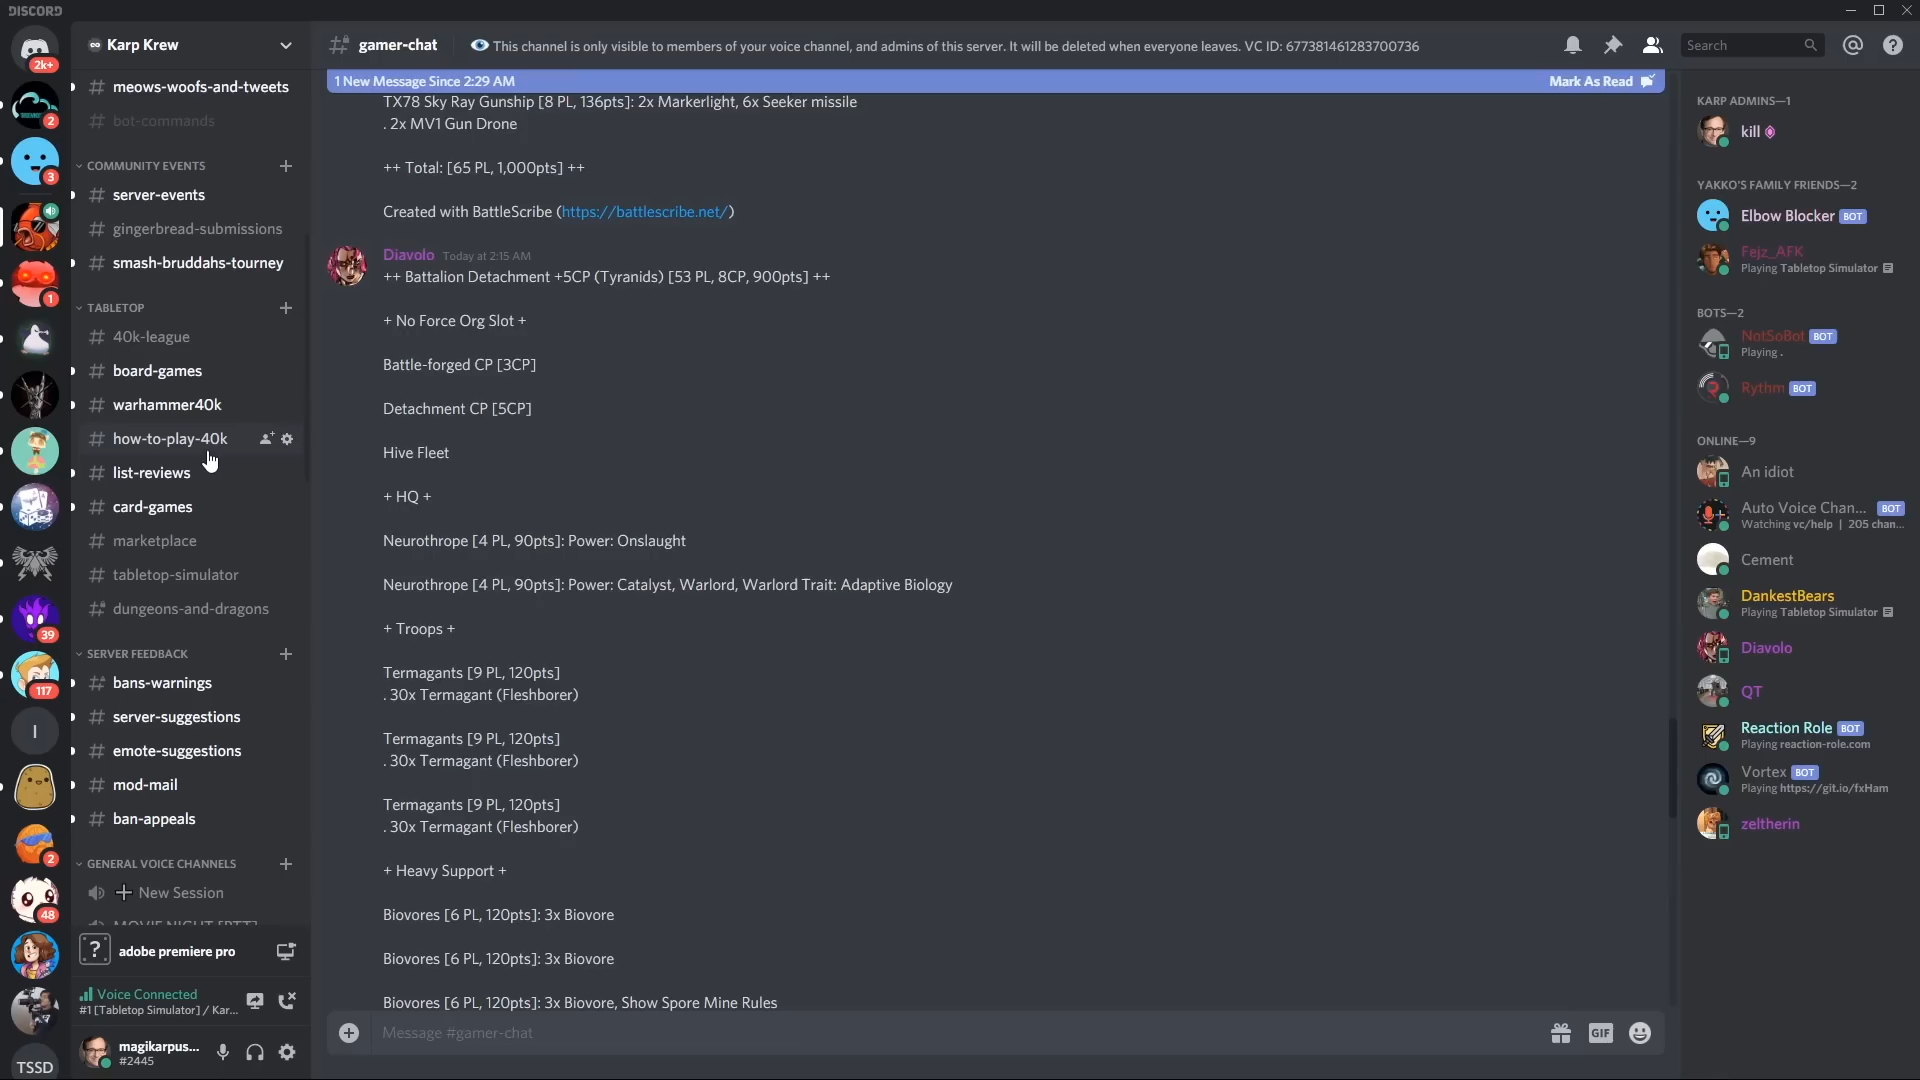 DISCORD
2k+
2
3
1
39
117
I
2
48
TSSD
Karp Krew
meows-woofs-and-tweets
bot-commands
COMMUNITY EVENTS
server-events
gingerbread-submissions
smash-bruddahs-tourney
TABLETOP
40k-league
board-games
warhammer40k
how-to-play-40k
list-reviews
card-games
marketplace
tabletop-simulator
dungeons-and-dragons
SERVER FEEDBACK
bans-warnings
server-suggestions
emote-suggestions
mod-mail
ban-appeals
GENERAL VOICE CHANNELS
New Session
MOVIE NIGHT [PTT]
? adobe premiere pro
Voice Connected
#1 [Tabletop Simulator] / Kar...
magikarpus...
#2445
gamer-chat
This channel is only visible to members of your voice channel, and admins of this server. It will be deleted when everyone leaves. VC ID: 677381461283700736
Search
1 New Message Since 2:29 AM Mark As Read
TX78 Sky Ray Gunship [8 PL, 136pts]: 2x Markerlight, 6x Seeker missile
. 2x MV1 Gun Drone
++ Total: [65 PL, 1,000pts] ++
Created with BattleScribe (https://battlescribe.net/)
Diavolo Today at 2:15 AM
++ Battalion Detachment +5CP (Tyranids) [53 PL, 8CP, 900pts] ++
+ No Force Org Slot +
Battle-forged CP [3CP]
Detachment CP [5CP]
Hive Fleet
+ HQ +
Neurothrope [4 PL, 90pts]: Power: Onslaught
Neurothrope [4 PL, 90pts]: Power: Catalyst, Warlord, Warlord Trait: Adaptive Biology
+ Troops +
Termagants [9 PL, 120pts]
. 30x Termagant (Fleshborer)
Termagants [9 PL, 120pts]
. 30x Termagant (Fleshborer)
Termagants [9 PL, 120pts]
. 30x Termagant (Fleshborer)
+ Heavy Support +
Biovores [6 PL, 120pts]: 3x Biovore
Biovores [6 PL, 120pts]: 3x Biovore
Biovores [6 PL, 120pts]: 3x Biovore, Show Spore Mine Rules
Message #gamer-chat
GIF
KARP ADMINS—1
kill
YAKKO'S FAMILY FRIENDS—2
Elbow Blocker BOT
Fejz_AFK
Playing Tabletop Simulator
BOTS—2
NotSoBot BOT
Playing .
Rythm BOT
ONLINE—9
An idiot
Auto Voice Chan... BOT
Watching vc/help | 205 chan...
Cement
DankestBears
Playing Tabletop Simulator
Diavolo
QT
Reaction Role BOT
Playing reaction-role.com
Vortex BOT
Playing https://git.io/fxHam
zeltherin